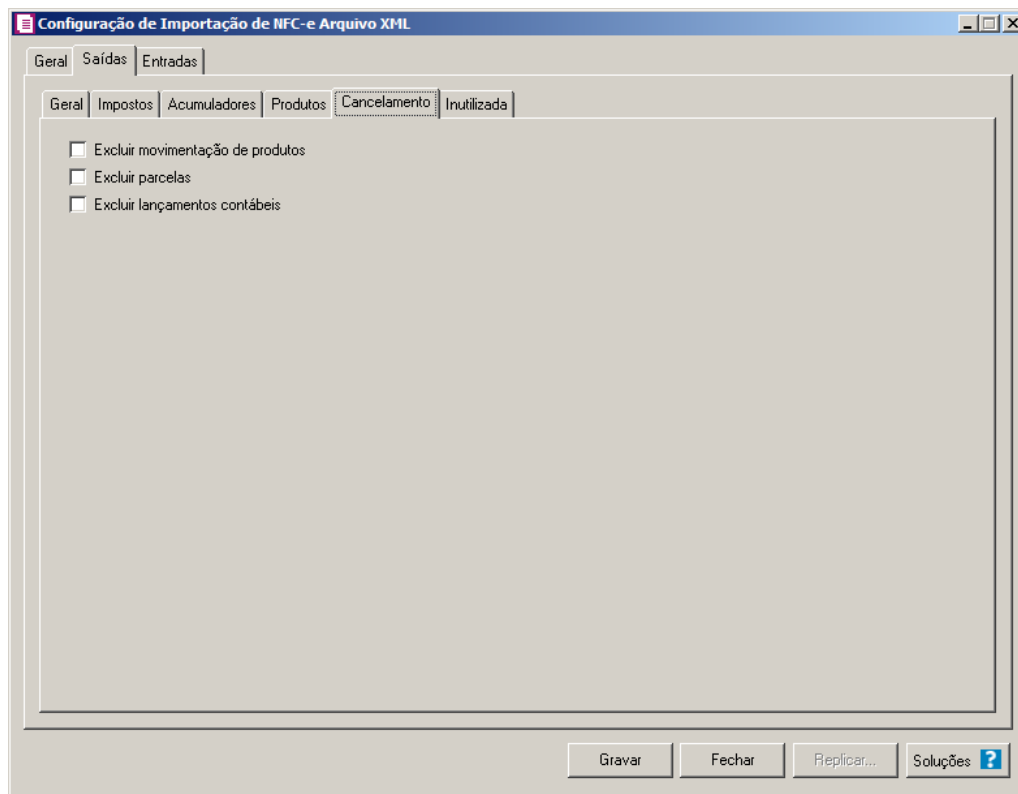 Configuração de Importação de NFC-e Arquivo XML
Geral Saídas Entradas
Geral Impostos Acumuladores Produtos Cancelamento Inutilizada
Excluir movimentação de produtos
Excluir parcelas
Excluir lançamentos contábeis
Gravar Fechar Replicar... Soluções ?